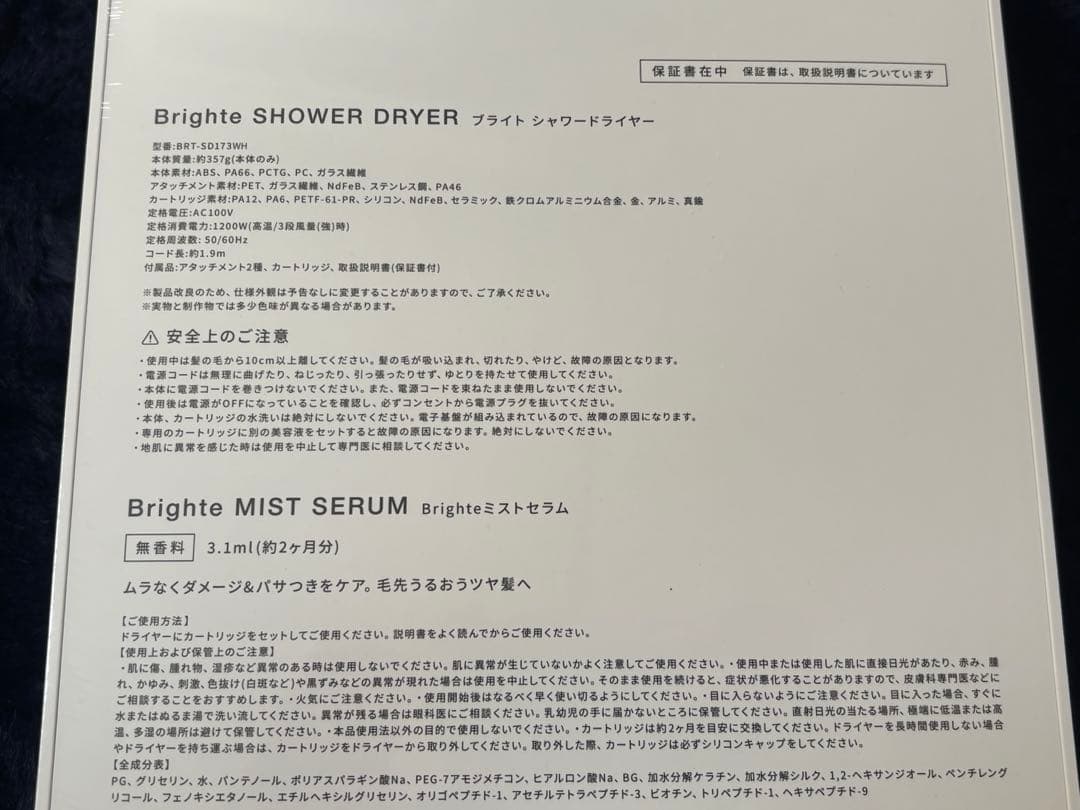 保証書在中 保証書は、取扱説明書についています
Brighte SHOWER DRYER ブライト シャワードライヤー
型番:BRT-SD173WH
本体質量:約357g(本体のみ)
本体素材:ABS、PA66、PCTG、PC、ガラス繊維
アタッチメント素材:PET、ガラス繊維、NdFeB、ステンレス鋼、PA46
カートリッジ素材:PA12、PA6、PETF-61-PR、シリコン、NdFeB、セラミック、鉄クロムアルミニウム合金、金、アルミ、真鍮
定格電圧:AC100V
定格消費電力:1200W(高温/3段風量(強)時)
定格周波数: 50/60Hz
コード長:約1.9m
付属品:アタッチメント2種、カートリッジ、取扱説明書(保証書付)
※製品改良のため、仕様外観は予告なしに変更することがありますので、ご了承ください。
※実物と制作物では多少色味が異なる場合があります。
⚠ 安全上のご注意
・使用中は髪の毛から10cm以上離してください。髪の毛が吸い込まれ、切れたり、やけど、故障の原因となります。
・電源コードは無理に曲げたり、ねじったり、引っ張ったりせず、ゆとりを持たせて使用してください。
・本体に電源コードを巻きつけないでください。また、電源コードを束ねたまま使用しないでください。
・使用後は電源がOFFになっていることを確認し、必ずコンセントから電源プラグを抜いてください。
・本体、カートリッジの水洗いは絶対にしないでください。電子基盤が組み込まれているので、故障の原因になります。
・専用のカートリッジに別の美容液をセットすると故障の原因になります。絶対にしないでください。
・地肌に異常を感じた時は使用を中止して専門医に相談してください。
Brighte MIST SERUM Brighteミストセラム
無香料 3.1ml(約2ヶ月分)
ムラなくダメージ&パサつきをケア。毛先うるおうツヤ髪へ
【ご使用方法】
ドライヤーにカートリッジをセットしてご使用ください。説明書をよく読んでからご使用ください。
【使用上および保管上のご注意】
・肌に傷、腫れ物、湿疹など異常のある時は使用しないでください。肌に異常が生じていないかよく注意してご使用ください。・使用中または使用した肌に直接日光があたり、赤み、腫
れ、かゆみ、刺激、色抜け(白斑など)や黒ずみなどの異常が現れた場合は使用を中止してください。そのまま使用を続けると、症状が悪化することがありますので、皮膚科専門医などに
ご相談することをおすすめします。・火気にご注意ください。・使用開始後はなるべく早く使い切るようにしてください。・目に入らないようにご注意ください。目に入った場合、すぐに
水またはぬるま湯で洗い流してください。異常が残る場合は眼科医にご相談ください。乳幼児の手に届かないところに保管してください。直射日光の当たる場所、極端に低温または高
温、多湿の場所は避けて保管してください。・本品使用法以外の目的で使用しないでください。・カートリッジは約2ヶ月を目安に交換してください。ドライヤーを長時間使用しない場合
やドライヤーを持ち運ぶ場合は、カートリッジをドライヤーから取り外してください。取り外した際、カートリッジは必ずシリコンキャップをしてください。
【全成分表】
PG、グリセリン、水、パンテノール、ポリアスパラギン酸Na、PEG-7アモジメチコン、ヒアルロン酸Na、BG、加水分解ケラチン、加水分解シルク、1,2-ヘキサンジオール、ペンチレング
リコール、フェノキシエタノール、エチルヘキシルグリセリン、オリゴペプチド-1、アセチルテトラペプチド-3、ビオチン、トリペプチド-1、ヘキサペプチド-9